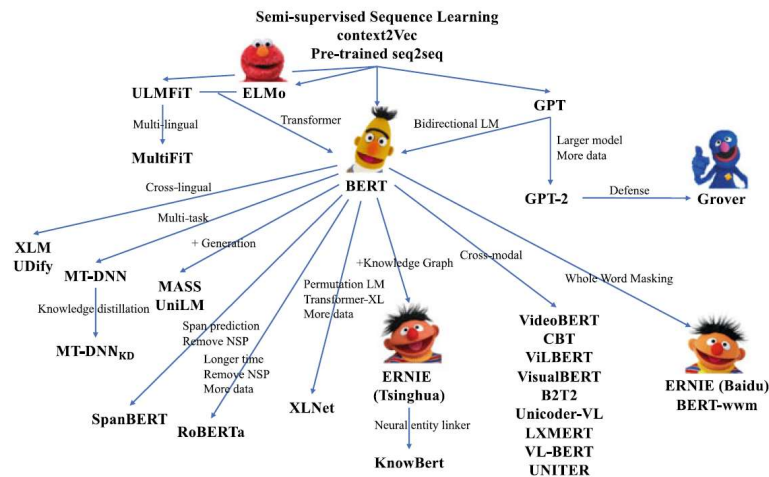 Semi-supervised Sequence Learning
context2Vec
Pre-trained seq2seq
ULMFiT
ELMo
GPT
Multi-lingual
Transformer
Bidirectional LM
Larger model
More data
MultiFiT
BERT
GPT-2
Defense
Grover
Cross-lingual
Multi-task
+ Generation
+Knowledge Graph
Cross-modal
Whole Word Masking
XLM
UDify
MT-DNN
MASS
UniLM
Permutation LM
Transformer-XL
More data
Knowledge distillation
Span prediction
Remove NSP
VideoBERT
CBT
ViLBERT
VisualBERT
B2T2
Unicoder-VL
LXMERT
VL-BERT
UNITER
MT-DNN_KD
Longer time
Remove NSP
More data
ERNIE
(Tsinghua)
ERNIE (Baidu)
BERT-wwm
SpanBERT
RoBERTa
XLNet
Neural entity linker
KnowBert